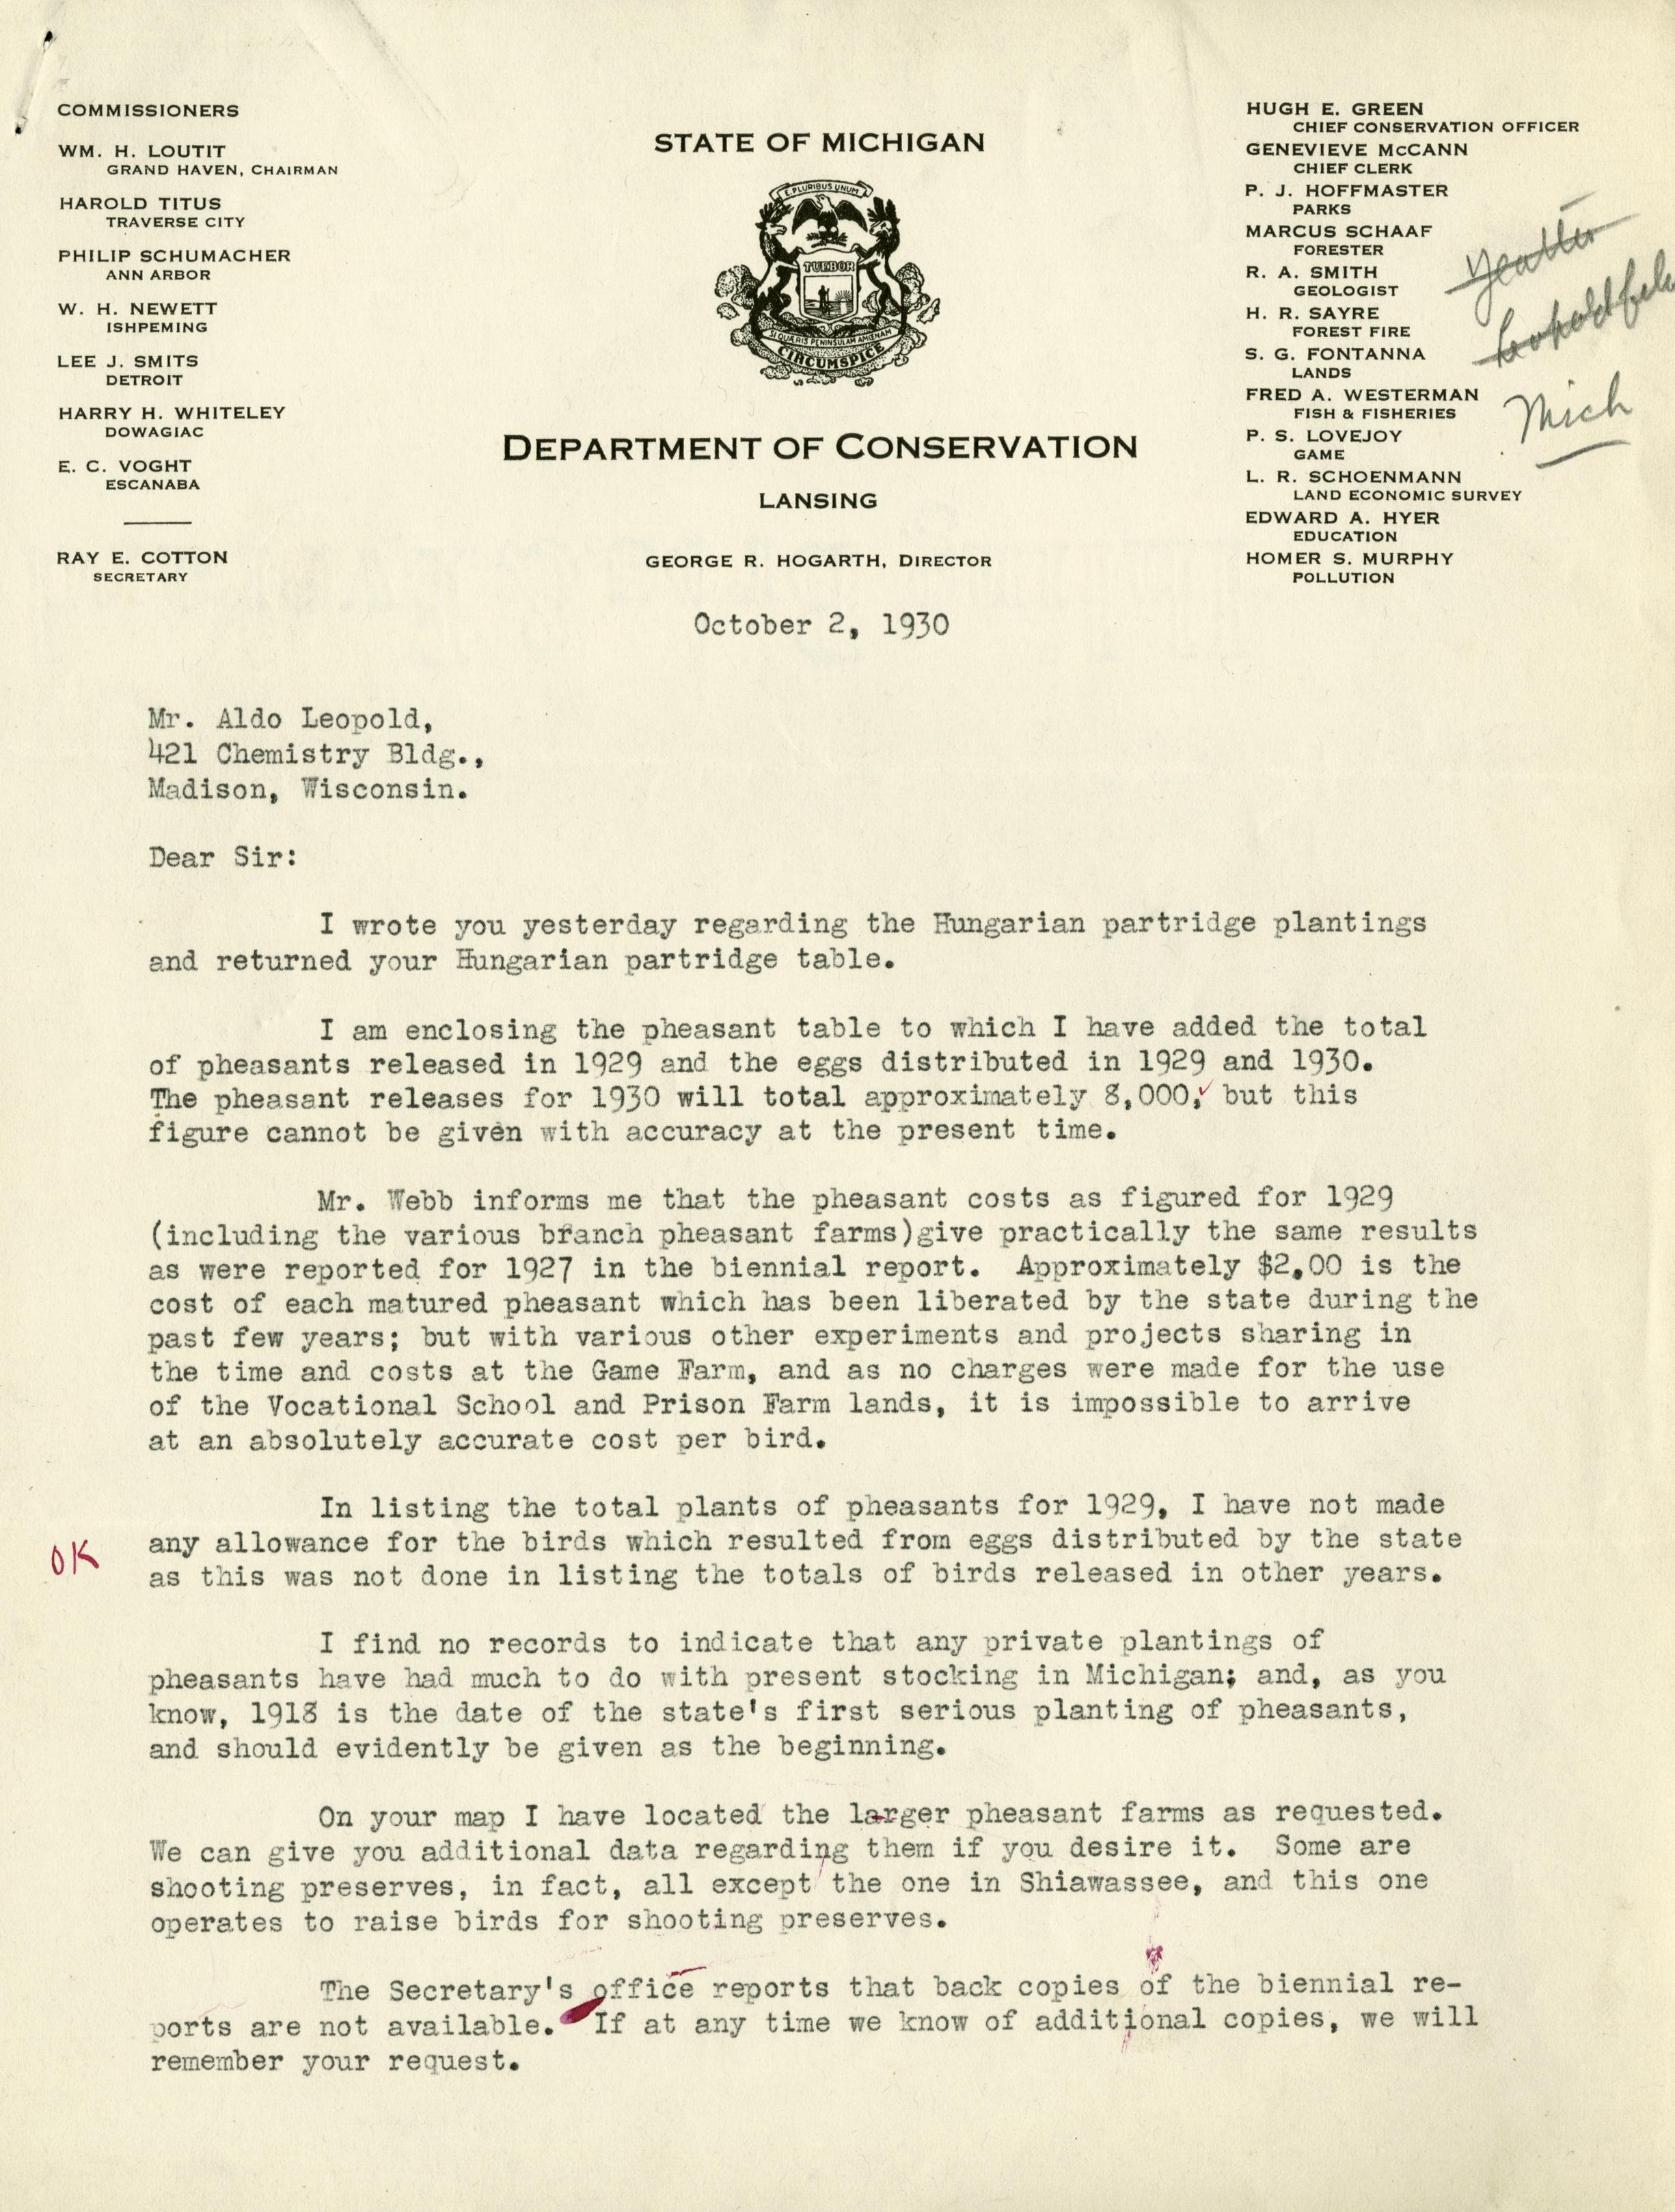 COMMISSIONERS
WM. H. LOUTIT
GRAND HAVEN, CHAIRMAN
HAROLD TITUS
TRAVERSE CITY
PHILIP SCHUMACHER
ANN ARBOR
W. H. NEWETT
ISHPEMING
LEE J. SMITS
DETROIT
HARRY H. WHITELEY
DOWAGIAC
E. C. VOGHT
ESCANABA
RAY E. COTTON
SECRETARY
STATE OF MICHIGAN
E PLURIBUS UNUM
TUEBOR
SI QUÆRIS PENINSULAM AMŒNAM
CIRCUMSPICE
DEPARTMENT OF CONSERVATION
LANSING
GEORGE R. HOGARTH, DIRECTOR
HUGH E. GREEN
CHIEF CONSERVATION OFFICER
GENEVIEVE McCANN
CHIEF CLERK
P. J. HOFFMASTER
PARKS
MARCUS SCHAAF
FORESTER
R. A. SMITH
GEOLOGIST
H. R. SAYRE
FOREST FIRE
S. G. FONTANNA
LANDS
FRED A. WESTERMAN
FISH & FISHERIES
P. S. LOVEJOY
GAME
L. R. SCHOENMANN
LAND ECONOMIC SURVEY
EDWARD A. HYER
EDUCATION
HOMER S. MURPHY
POLLUTION
Yeatter
Mich
October 2, 1930
Mr. Aldo Leopold,
421 Chemistry Bldg.,
Madison, Wisconsin.
Dear Sir:
I wrote you yesterday regarding the Hungarian partridge plantings
and returned your Hungarian partridge table.
I am enclosing the pheasant table to which I have added the total
of pheasants released in 1929 and the eggs distributed in 1929 and 1930.
The pheasant releases for 1930 will total approximately 8,000, but this
figure cannot be given with accuracy at the present time.
Mr. Webb informs me that the pheasant costs as figured for 1929
(including the various branch pheasant farms)give practically the same results
as were reported for 1927 in the biennial report. Approximately $2.00 is the
cost of each matured pheasant which has been liberated by the state during the
past few years; but with various other experiments and projects sharing in
the time and costs at the Game Farm, and as no charges were made for the use
of the Vocational School and Prison Farm lands, it is impossible to arrive
at an absolutely accurate cost per bird.
In listing the total plants of pheasants for 1929, I have not made
OK any allowance for the birds which resulted from eggs distributed by the state
as this was not done in listing the totals of birds released in other years.
I find no records to indicate that any private plantings of
pheasants have had much to do with present stocking in Michigan; and, as you
know, 1918 is the date of the state's first serious planting of pheasants,
and should evidently be given as the beginning.
On your map I have located the larger pheasant farms as requested.
We can give you additional data regarding them if you desire it. Some are
shooting preserves, in fact, all except the one in Shiawassee, and this one
operates to raise birds for shooting preserves.
The Secretary's office reports that back copies of the biennial re-
ports are not available. If at any time we know of additional copies, we will
remember your request.